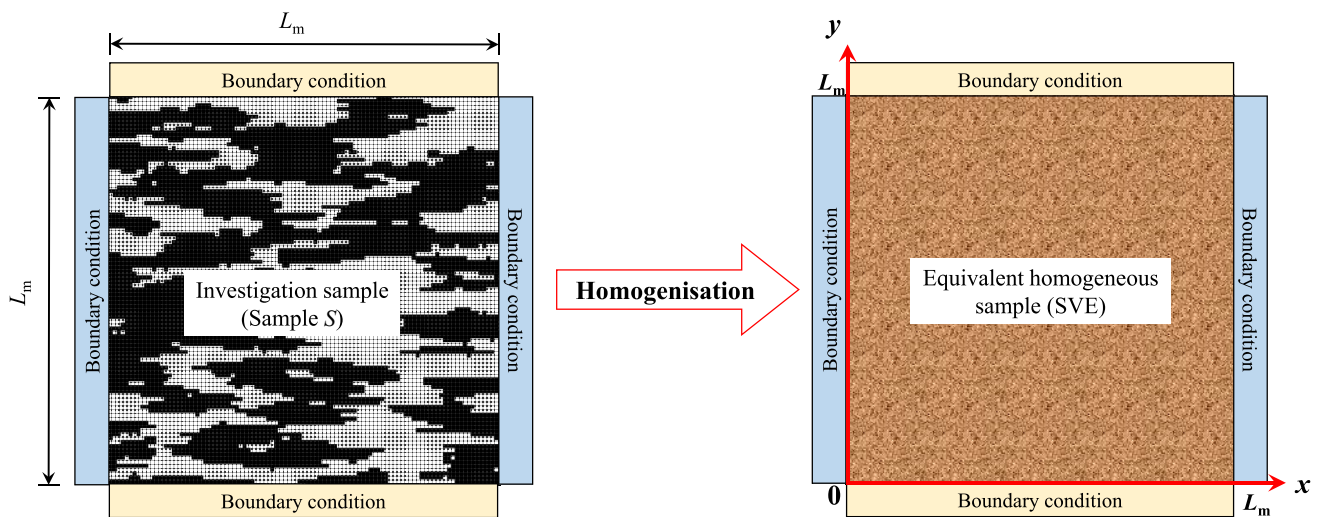 L_m
Boundary condition
L_m
Boundary condition
Investigation sample
(Sample S)
Boundary condition
Boundary condition
Homogenisation
y
L_m
Boundary condition
Boundary condition
Equivalent homogeneous
sample (SVE)
Boundary condition
0
Boundary condition
L_m
x